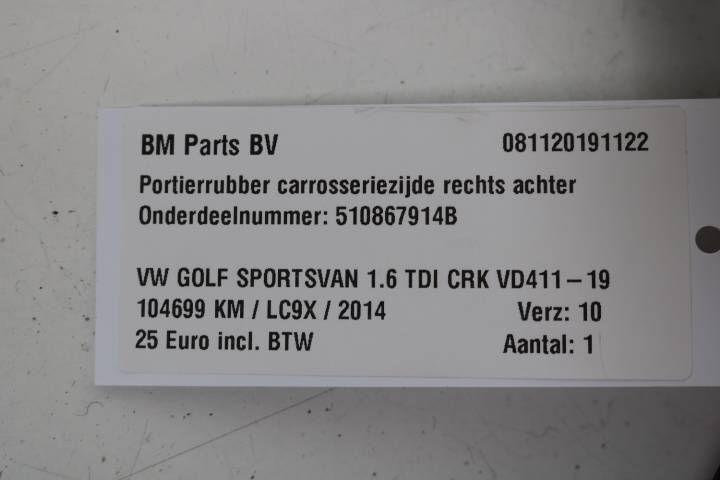 BM Parts BV 081120191122
Portierrubber carrosseriezijde rechts achter
Onderdeelnummer: 510867914B
VW GOLF SPORTSVAN 1.6 TDI CRK VD411-19
104699 KM / LC9X / 2014 Verz: 10
25 Euro incl. BTW Aantal: 1